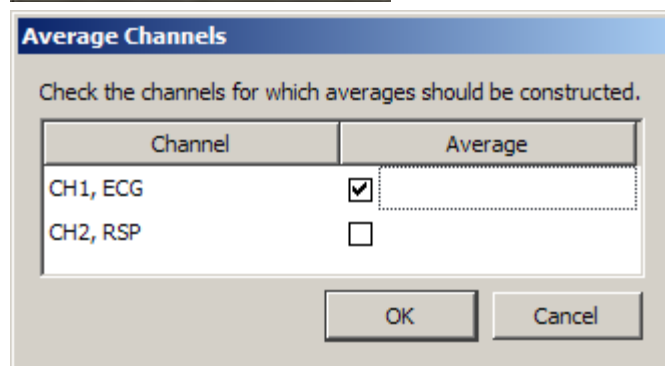 Average Channels
Check the channels for which averages should be constructed.
Channel Average
CH1, ECG
CH2, RSP
OK Cancel